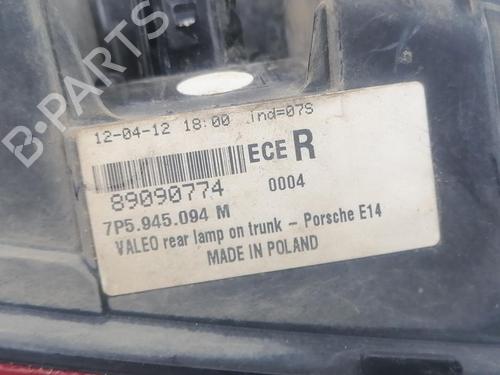 12-04-12 18:00 Ind=07S
ECE R
89090774 0004
7P5.945.094 M
VALEO rear lamp on trunk - Porsche E14
MADE IN POLAND
B-PARTS